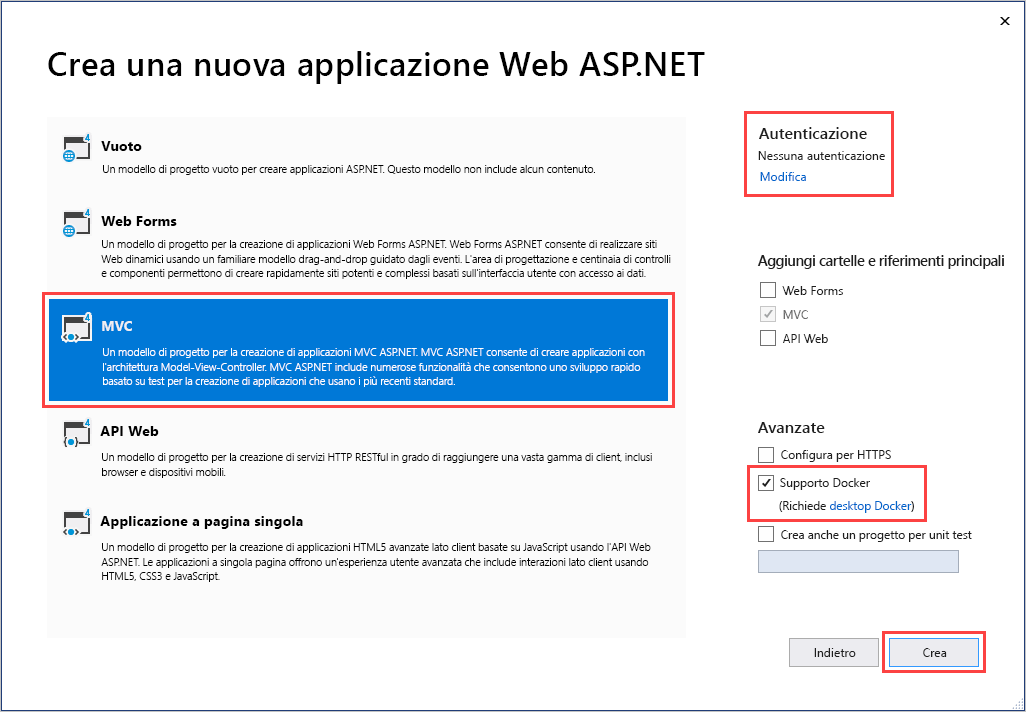 Crea una nuova applicazione Web ASP.NET
Vuoto
Un modello di progetto vuoto per creare applicazioni ASP.NET. Questo modello non include alcun contenuto.
Web Forms
Un modello di progetto per la creazione di applicazioni Web Forms ASP.NET. Web Forms ASP.NET consente di realizzare siti
Web dinamici usando un familiare modello drag-and-drop guidato dagli eventi. L'area di progettazione e centinaia di controlli
e componenti permettono di creare rapidamente siti potenti e complessi basati sull'interfaccia utente con accesso ai dati.
MVC
Un modello di progetto per la creazione di applicazioni MVC ASP.NET. MVC ASP.NET consente di creare applicazioni con
l'architettura Model-View-Controller. MVC ASP.NET include numerose funzionalità che consentono uno sviluppo rapido
basato su test per la creazione di applicazioni che usano i più recenti standard.
API Web
Un modello di progetto per la creazione di servizi HTTP RESTful in grado di raggiungere una vasta gamma di client, inclusi
browser e dispositivi mobili.
Applicazione a pagina singola
Un modello di progetto per la creazione di applicazioni HTML5 avanzate lato client basate su JavaScript usando l'API Web
ASP.NET. Le applicazioni a singola pagina offrono un'esperienza utente avanzata che include interazioni lato client usando
HTML5, CSS3 e JavaScript.
Autenticazione
Nessuna autenticazione
Modifica
Aggiungi cartelle e riferimenti principali
Web Forms
MVC
API Web
Avanzate
Configura per HTTPS
Supporto Docker
(Richiede desktop Docker)
Crea anche un progetto per unit test
Indietro
Crea